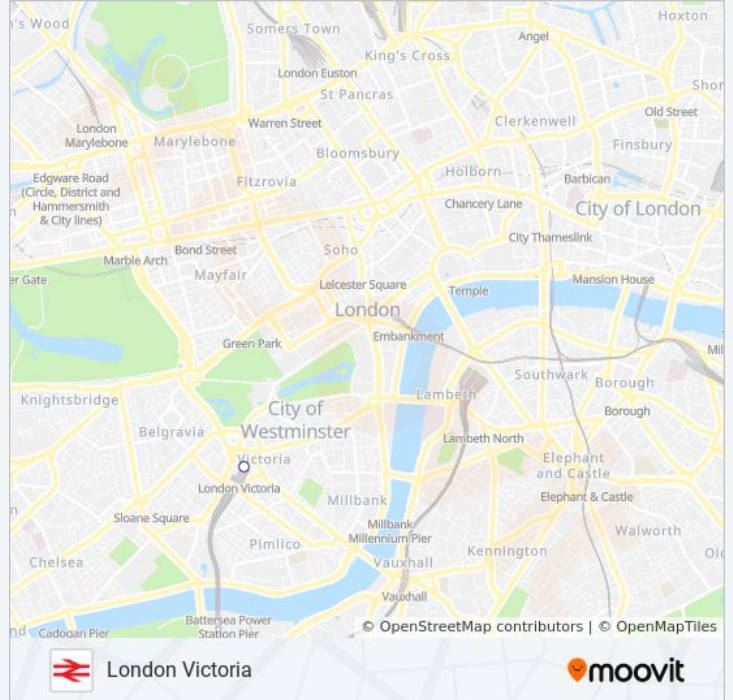 's Wood
Somers Town
Hoxton
King's Cross
Angel
London Euston
St Pancras
Shor
Old Street
Clerkenwell
Warren Street
London
Marylebone
Marylebone
Bloomsbury
Finsbury
Holborn
Barbican
Edgware Road
(Circle, District and
Hammersmith
& City lines)
Fitzrovia
Chancery Lane
City of London
City Thameslink
Bond Street
Soho
Marble Arch
Mayfair
er Gate
Leicester Square
Temple
Mansion House
London
Embankment
Green Park
Mil
Southwark
Borough
Knightsbridge
Lambeth
City of
Westminster
Borough
Belgravia
Lambeth North
Victoria
Elephant
and Castle
London Victoria
Millbank
Elephant & Castle
n
Sloane Square
Millbank
Millennium Pier
Walworth
Pimlico
Kennington
Chelsea
Vauxhall
Vauxhall
nd
Cadogan Pier
Battersea Power
Station Pier
© OpenStreetMap contributors | © OpenMapTiles
London Victoria
moovit